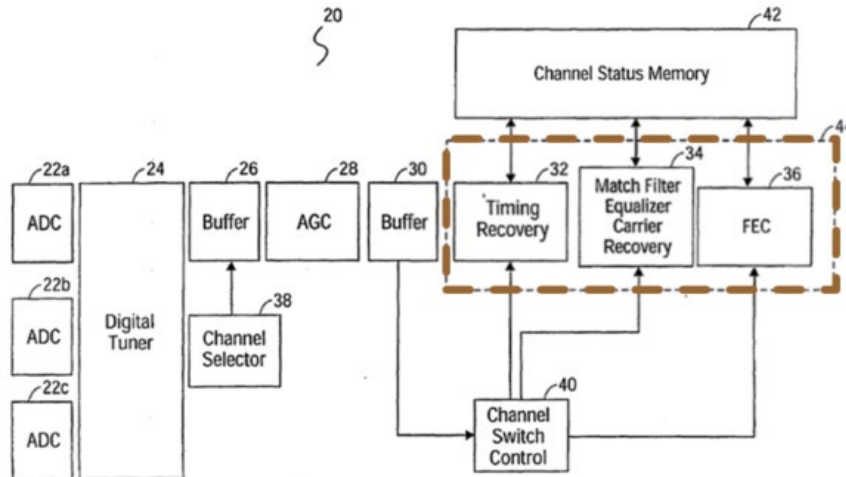 20
42
Channel Status Memory
44
22a
24
26
28
30
32
34
36
ADC
Buffer
AGC
Buffer
Timing
Recovery
Match Filter
Equalizer
Carrier
Recovery
FEC
22b
ADC
Digital
Tuner
38
Channel
Selector
22c
ADC
40
Channel
Switch
Control